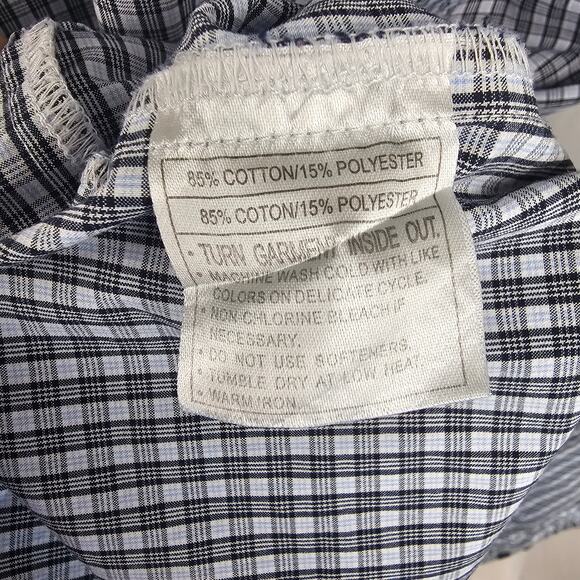 85% COTTON/15% POLYESTER
85% COTON/15% POLYESTER
• TURN GARMENT INSIDE OUT.
• MACHINE WASH COLD WITH LIKE
COLORS ON DELICATE CYCLE.
• NON-CHLORINE BLEACH IF
NECESSARY.
• DO NOT USE SOFTENERS.
• TUMBLE DRY AT LOW HEAT.
• WARM IRON.